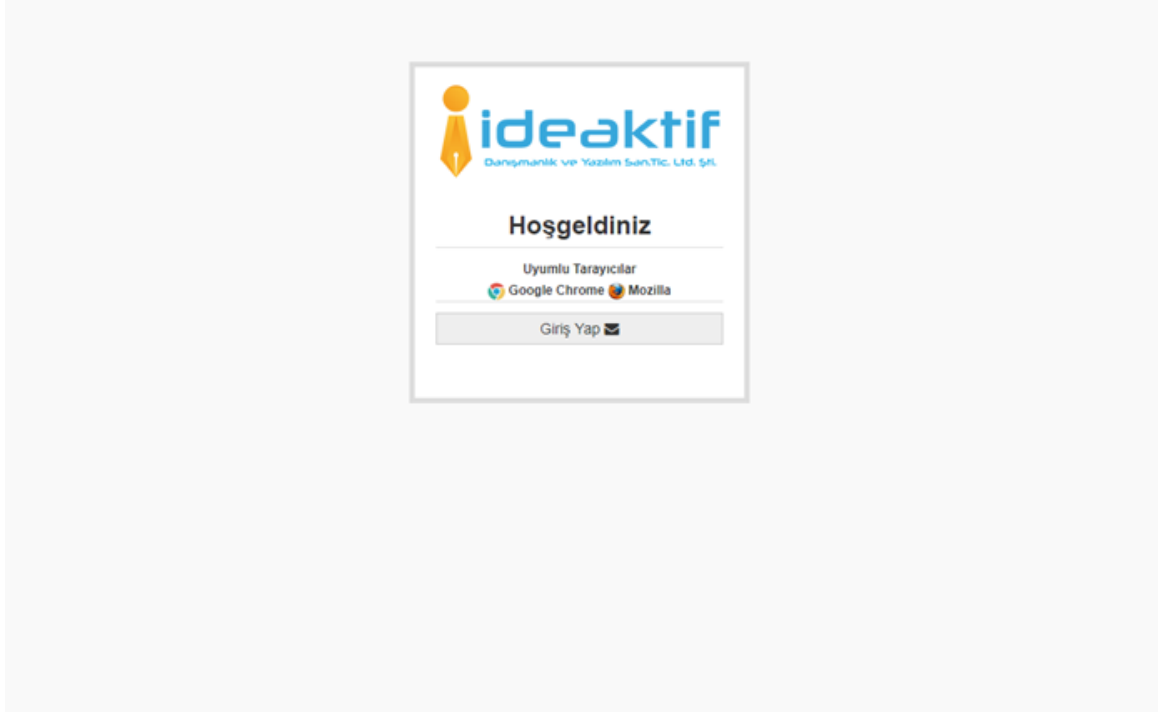 ideaktif
Danışmanlık ve Yazılım San.Tic. Ltd. Şti.
Hoşgeldiniz
Uyumlu Tarayıcılar
Google Chrome Mozilla
Giriş Yap